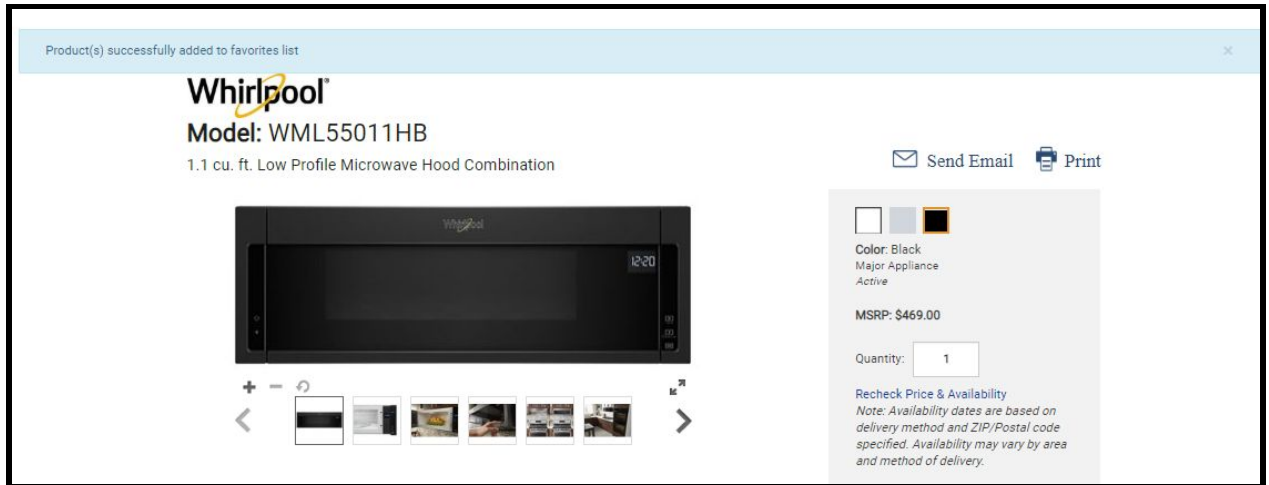 Product(s) successfully added to favorites list ×
Whirlpool®
Model: WML55011HB
1.1 cu. ft. Low Profile Microwave Hood Combination
Send Email Print
Whirlpool
12:20
Color: Black
Major Appliance
Active
MSRP: $469.00
Quantity: 1
Recheck Price & Availability
Note: Availability dates are based on
delivery method and ZIP/Postal code
specified. Availability may vary by area
and method of delivery.